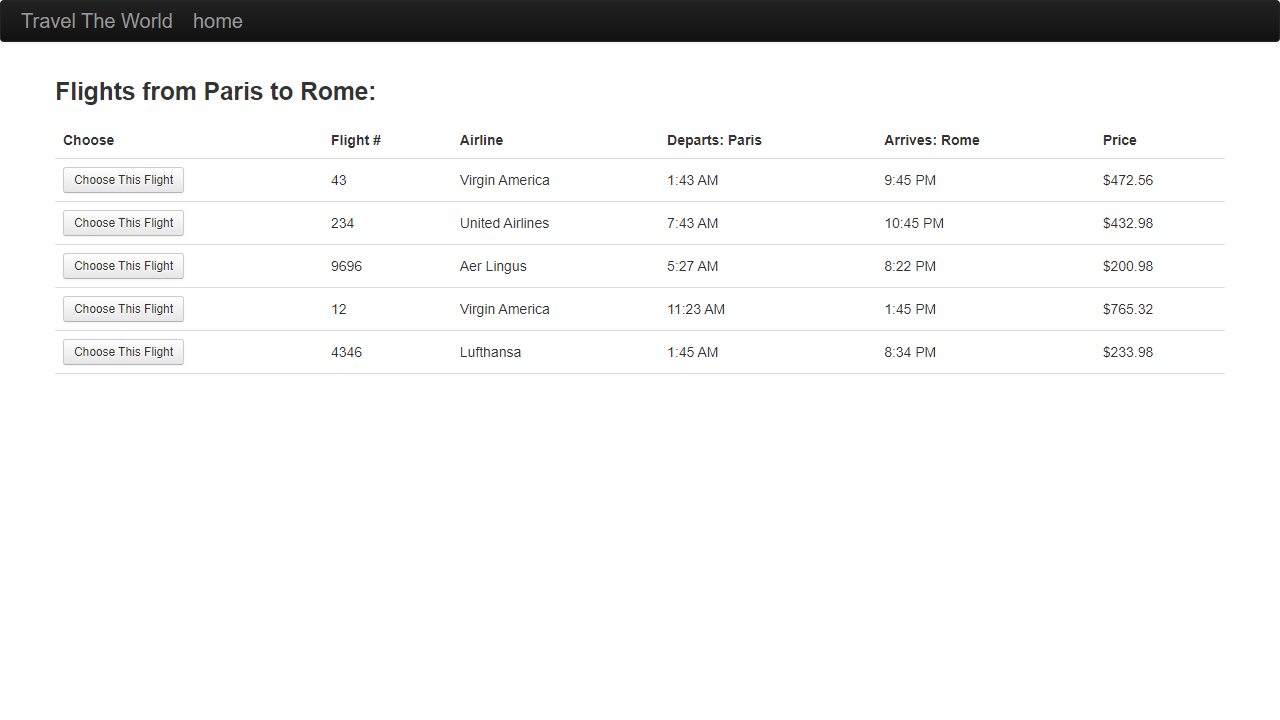 Travel The World home
Flights from Paris to Rome:
Choose Flight # Airline Departs: Paris Arrives: Rome Price
Choose This Flight 43 Virgin America 1:43 AM 9:45 PM $472.56
Choose This Flight 234 United Airlines 7:43 AM 10:45 PM $432.98
Choose This Flight 9696 Aer Lingus 5:27 AM 8:22 PM $200.98
Choose This Flight 12 Virgin America 11:23 AM 1:45 PM $765.32
Choose This Flight 4346 Lufthansa 1:45 AM 8:34 PM $233.98